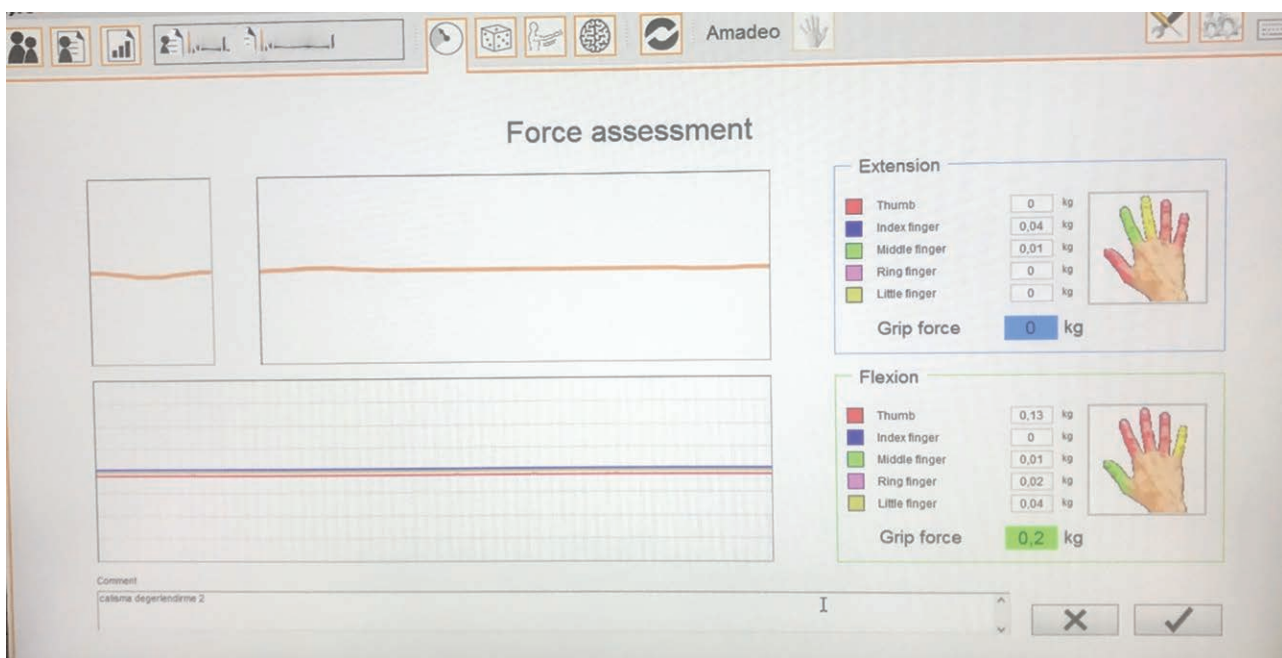 Amadeo
Force assessment
Extension
Thumb 0 kg
Index finger 0,04 kg
Middle finger 0,01 kg
Ring finger 0 kg
Little finger 0 kg
Grip force 0 kg
Flexion
Thumb 0,13 kg
Index finger 0 kg
Middle finger 0,01 kg
Ring finger 0,02 kg
Little finger 0,04 kg
Grip force 0,2 kg
Comment
calisma degerlendirme 2